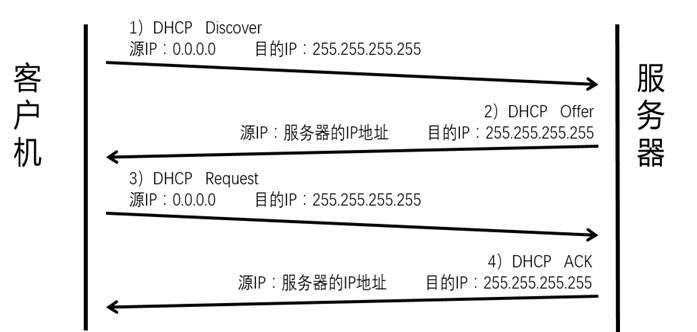 1）DHCP Discover
源IP：0.0.0.0 目的IP：255.255.255.255
客户机
服务器
2）DHCP Offer
源IP：服务器的IP地址 目的IP：255.255.255.255
3）DHCP Request
源IP：0.0.0.0 目的IP：255.255.255.255
4）DHCP ACK
源IP：服务器的IP地址 目的IP：255.255.255.255